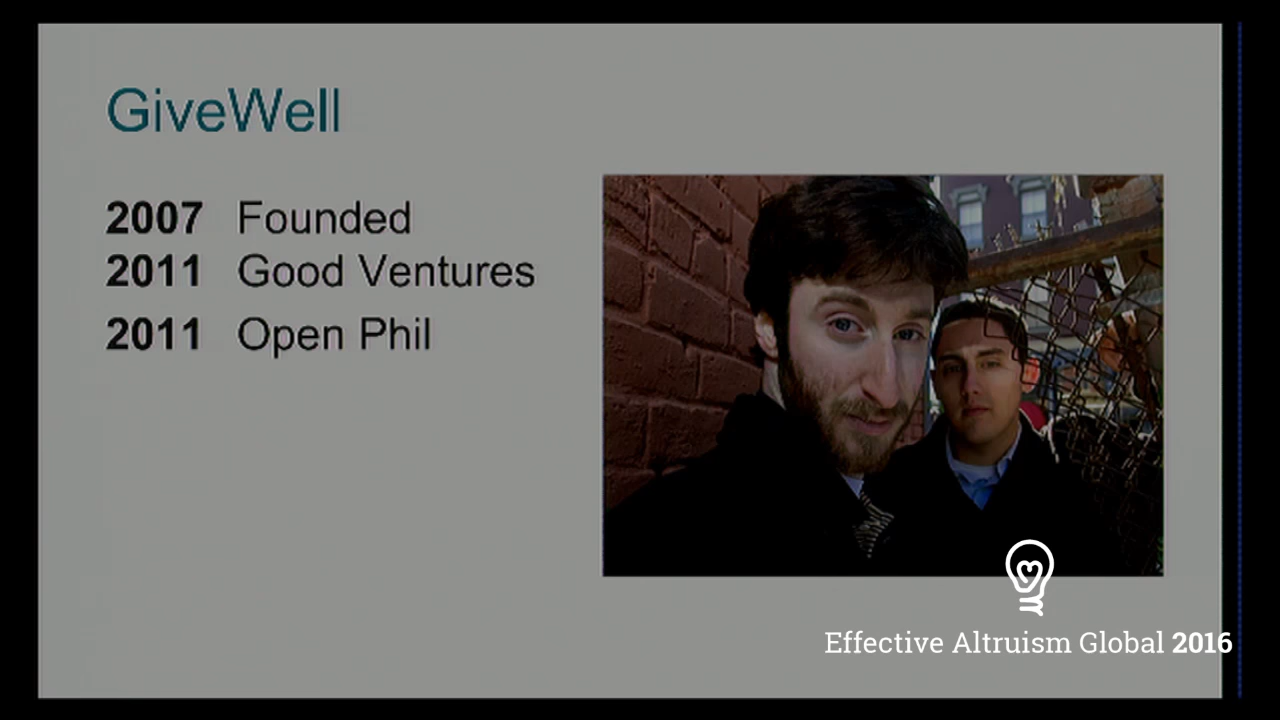 GiveWell
2007 Founded
2011 Good Ventures
2011 Open Phil
Effective Altruism Global 2016